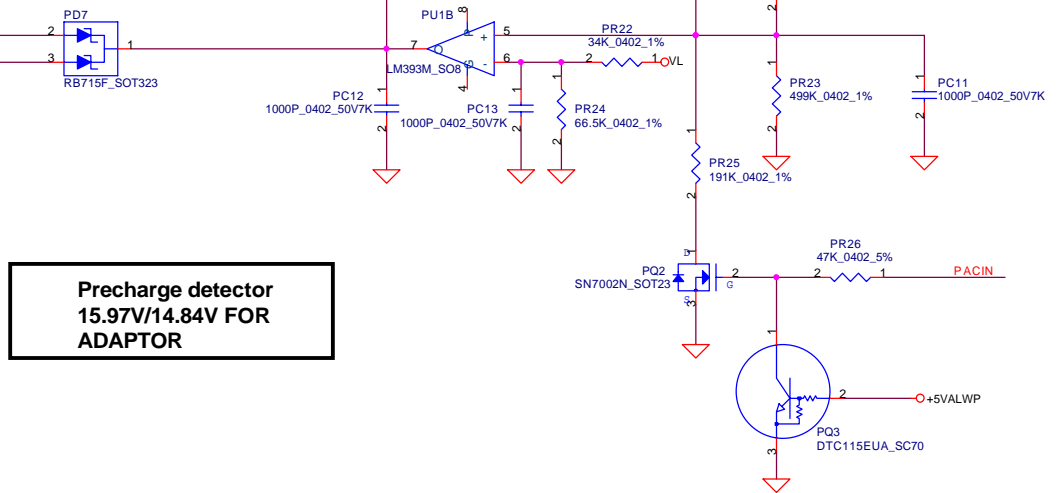 PD7
2
3
1
RB715F_SOT323
PU1B
8
P
+
-
O
G
7
5
6
4
LM393M_SO8
PR22
34K_0402_1%
2
1
VL
2
1
PC12
1000P_0402_50V7K
2
1
PC13
1000P_0402_50V7K
2
1
PR24
66.5K_0402_1%
2
1
PR23
499K_0402_1%
2
1
PC11
1000P_0402_50V7K
2
1
PR25
191K_0402_1%
2
Precharge detector
15.97V/14.84V FOR
ADAPTOR
PQ2
SN7002N_SOT23
D
1
2
G
S
3
PR26
47K_0402_5%
2
1
PACIN
1
2
+5VALWP
PQ3
DTC115EUA_SC70
3